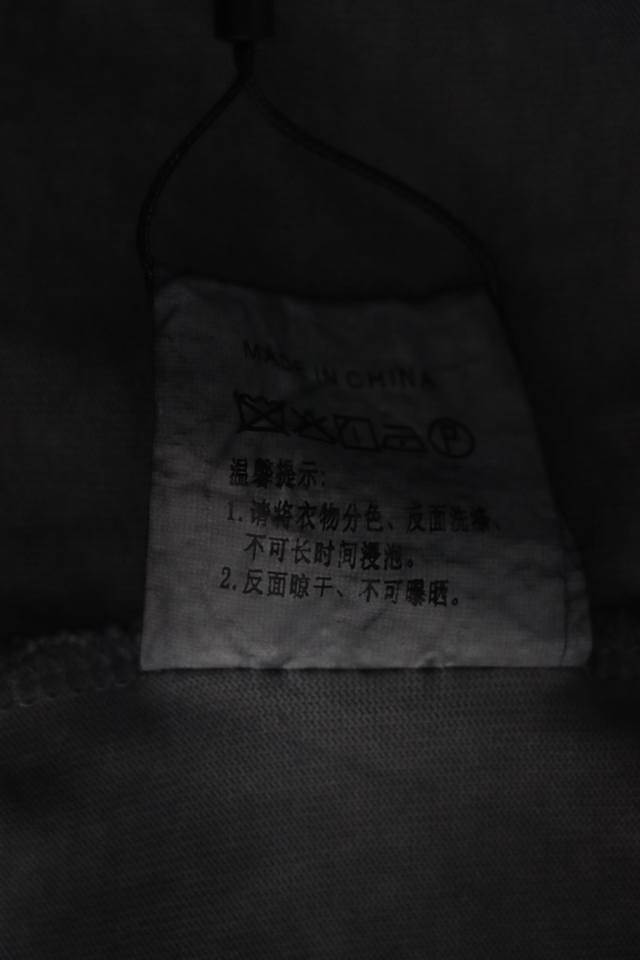 MADE IN CHINA
温馨提示:
1.请将衣物分色、反面洗涤、
不可长时间浸泡。
2.反面晾干、不可曝晒。